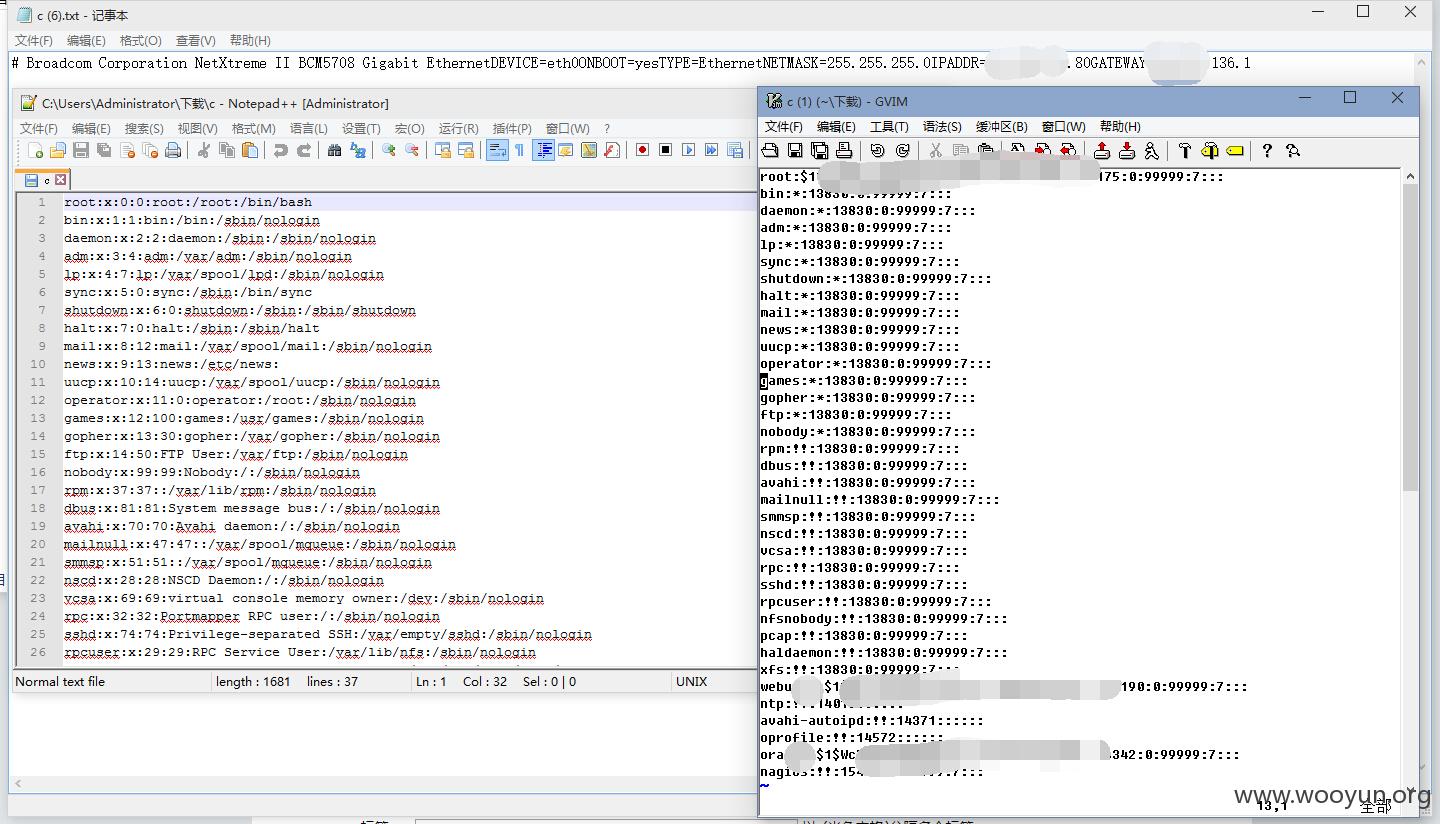 c (6).txt - 记事本
文件(F) 编辑(E) 格式(O) 查看(V) 帮助(H)
# Broadcom Corporation NetXtreme II BCM5708 Gigabit EthernetDEVICE=eth0ONBOOT=yesTYPE=EthernetNETMASK=255.255.255.0IPADDR= .80GATEWAY 136.1
C:\Users\Administrator\下载\c - Notepad++ [Administrator]
文件(F) 编辑(E) 搜索(S) 视图(V) 格式(M) 语言(L) 设置(T) 宏(O) 运行(R) 插件(P) 窗口(W) ?
c
1 root:x:0:0:root:/root:/bin/bash
2 bin:x:1:1:bin:/bin:/sbin/nologin
3 daemon:x:2:2:daemon:/sbin:/sbin/nologin
4 adm:x:3:4:adm:/var/adm:/sbin/nologin
5 lp:x:4:7:lp:/var/spool/lpd:/sbin/nologin
6 sync:x:5:0:sync:/sbin:/bin/sync
7 shutdown:x:6:0:shutdown:/sbin:/sbin/shutdown
8 halt:x:7:0:halt:/sbin:/sbin/halt
9 mail:x:8:12:mail:/var/spool/mail:/sbin/nologin
10 news:x:9:13:news:/etc/news:
11 uucp:x:10:14:uucp:/var/spool/uucp:/sbin/nologin
12 operator:x:11:0:operator:/root:/sbin/nologin
13 games:x:12:100:games:/usr/games:/sbin/nologin
14 gopher:x:13:30:gopher:/var/gopher:/sbin/nologin
15 ftp:x:14:50:FTP User:/var/ftp:/sbin/nologin
16 nobody:x:99:99:Nobody:/:/sbin/nologin
17 rpm:x:37:37::/var/lib/rpm:/sbin/nologin
18 dbus:x:81:81:System message bus:/:/sbin/nologin
19 avahi:x:70:70:Avahi daemon:/:/sbin/nologin
20 mailnull:x:47:47::/var/spool/mqueue:/sbin/nologin
21 smmsp:x:51:51::/var/spool/mqueue:/sbin/nologin
22 nscd:x:28:28:NSCD Daemon:/:/sbin/nologin
23 vcsa:x:69:69:virtual console memory owner:/dev:/sbin/nologin
24 rpc:x:32:32:Portmapper RPC user:/:/sbin/nologin
25 sshd:x:74:74:Privilege-separated SSH:/var/empty/sshd:/sbin/nologin
26 rpcuser:x:29:29:RPC Service User:/var/lib/nfs:/sbin/nologin
Normal text file length : 1681 lines : 37 Ln : 1 Col : 32 Sel : 0 | 0 UNIX
c (1) (~\下载) - GVIM
文件(F) 编辑(E) 工具(T) 语法(S) 缓冲区(B) 窗口(W) 帮助(H)
root:$1 175:0:99999:7:::
bin:*:13830:0:99999:7:::
daemon:*:13830:0:99999:7:::
adm:*:13830:0:99999:7:::
lp:*:13830:0:99999:7:::
sync:*:13830:0:99999:7:::
shutdown:*:13830:0:99999:7:::
halt:*:13830:0:99999:7:::
mail:*:13830:0:99999:7:::
news:*:13830:0:99999:7:::
uucp:*:13830:0:99999:7:::
operator:*:13830:0:99999:7:::
games:*:13830:0:99999:7:::
gopher:*:13830:0:99999:7:::
ftp:*:13830:0:99999:7:::
nobody:*:13830:0:99999:7:::
rpm:!!:13830:0:99999:7:::
dbus:!!:13830:0:99999:7:::
avahi:!!:13830:0:99999:7:::
mailnull:!!:13830:0:99999:7:::
smmsp:!!:13830:0:99999:7:::
nscd:!!:13830:0:99999:7:::
vcsa:!!:13830:0:99999:7:::
rpc:!!:13830:0:99999:7:::
sshd:!!:13830:0:99999:7:::
rpcuser:!!:13830:0:99999:7:::
nfsnobody:!!:13830:0:99999:7:::
pcap:!!:13830:0:99999:7:::
haldaemon:!!:13830:0:99999:7:::
xfs:!!:13830:0:99999:7:::
webu $1 190:0:99999:7:::
ntp:!!:1401
avahi-autoipd:!!:14371::::::
oprofile:!!:14572::::::
ora $1$Wc 342:0:99999:7:::
nagios:!!:154 :7:::
~
13,1 全部
www.wooyun.org